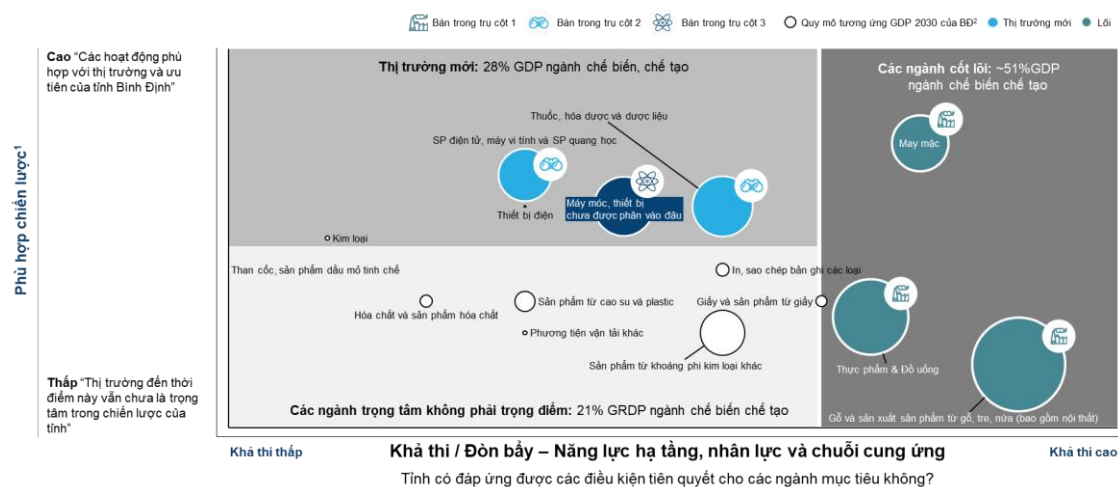 Bàn trong trụ cột 1
Bàn trong trụ cột 2
Bàn trong trụ cột 3
Quy mô tương ứng GDP 2030 của BĐ²
Thị trường mới
Lõi
Phù hợp chiến lược¹
Cao “Các hoạt động phù
hợp với thị trường và ưu
tiên của tỉnh Bình Định”
Thị trường mới: 28% GDP ngành chế biến, chế tạo
Các ngành cốt lõi: ~51%GDP
ngành chế biến chế tạo
Thuốc, hóa dược và dược liệu
SP điện tử, máy vi tính và SP quang học
May mặc
Máy móc, thiết bị
chưa được phân vào đâu
Thiết bị điện
Kim loại
Than cốc, sản phẩm dầu mỏ tinh chế
In, sao chép bản ghi các loại
Hóa chất và sản phẩm hóa chất
Sản phẩm từ cao su và plastic
Giấy và sản phẩm từ giấy
Phương tiện vận tải khác
Sản phẩm từ khoáng phi kim loại khác
Thực phẩm & Đồ uống
Thấp “Thị trường đến thời
điểm này vẫn chưa là trọng
tâm trong chiến lược của
tỉnh”
Các ngành trọng tâm không phải trọng điểm: 21% GRDP ngành chế biến chế tạo
Gỗ và sản xuất sản phẩm từ gỗ, tre, nứa (bao gồm nội thất)
Khả thi thấp
Khả thi / Đòn bẩy – Năng lực hạ tầng, nhân lực và chuỗi cung ứng
Khả thi cao
Tỉnh có đáp ứng được các điều kiện tiên quyết cho các ngành mục tiêu không?